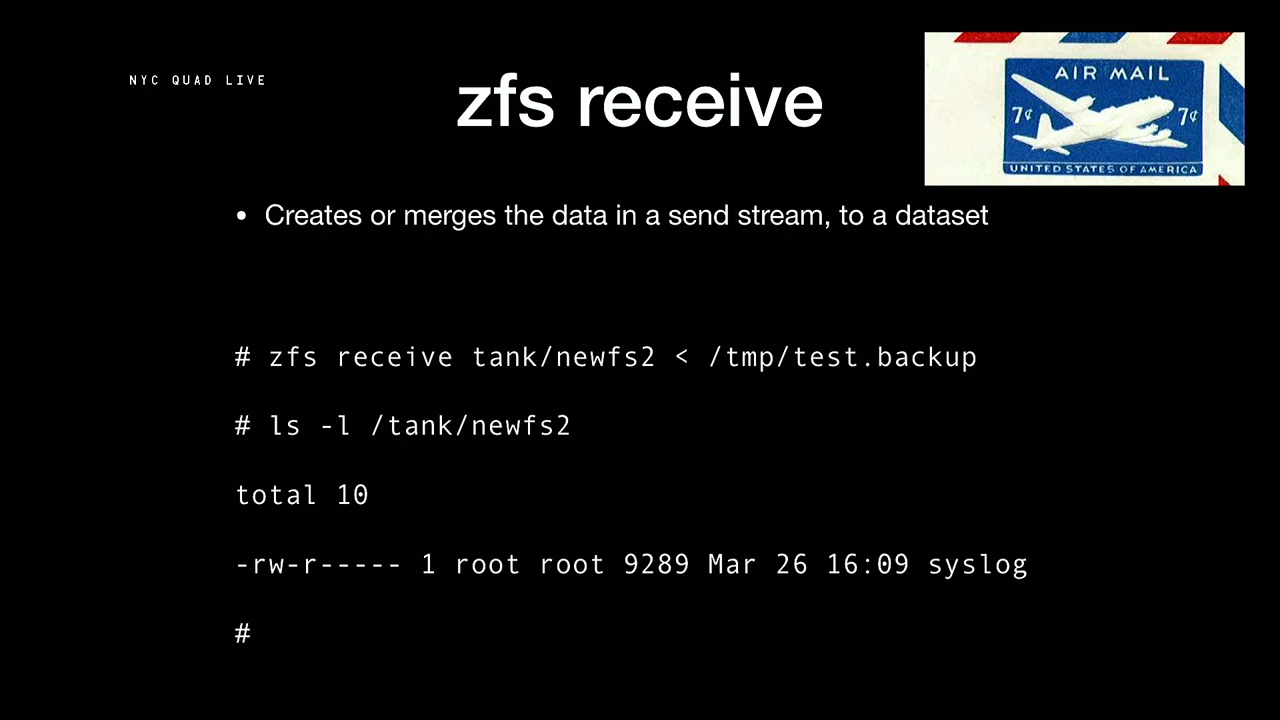 NYC QUAD LIVE
zfs receive
AIR MAIL
7¢ 7¢
UNITED STATES OF AMERICA
• Creates or merges the data in a send stream, to a dataset
# zfs receive tank/newfs2 < /tmp/test.backup
# ls -l /tank/newfs2
total 10
-rw-r----- 1 root root 9289 Mar 26 16:09 syslog
#